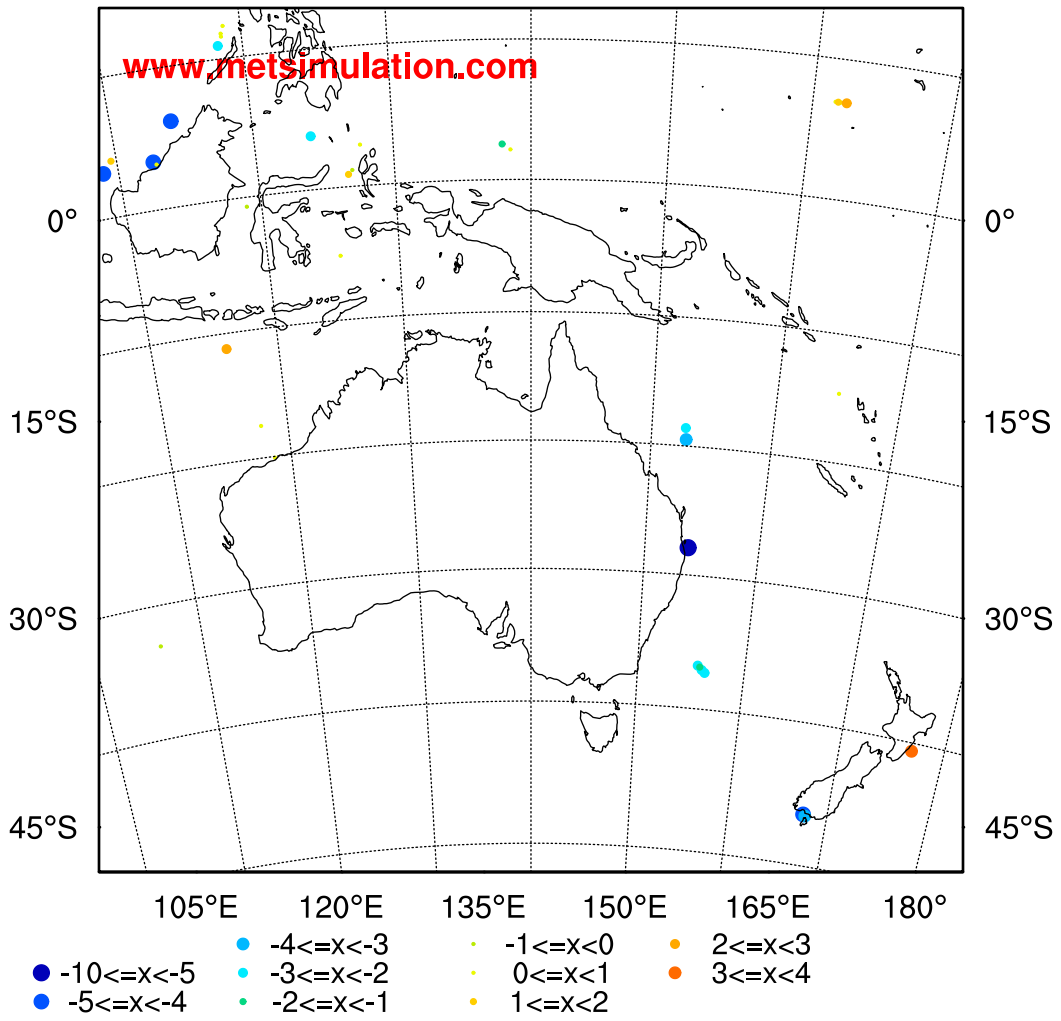 www.metsimulation.com
0° 0°
15°S 15°S
30°S 30°S
45°S 45°S
105°E 120°E 135°E 150°E 165°E 180°
-4<=x<-3 -1<=x<0 2<=x<3
-10<=x<-5 -3<=x<-2 0<=x<1 3<=x<4
-5<=x<-4 -2<=x<-1 1<=x<2